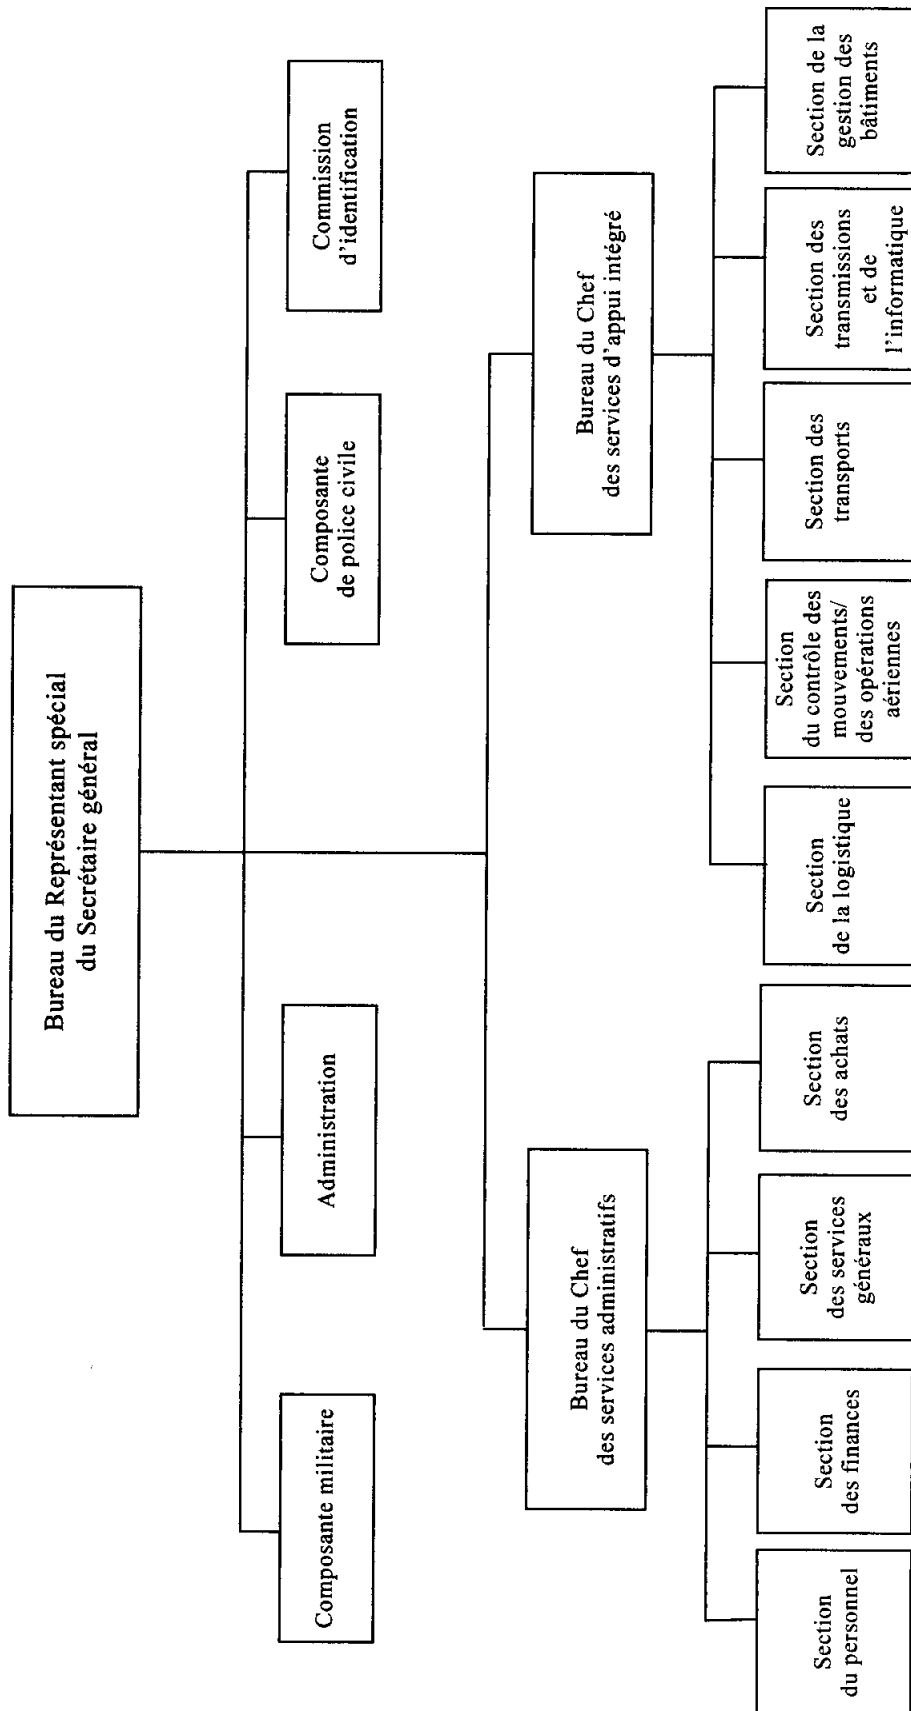 Bureau du Représentant spécial
du Secrétaire général
Composante militaire
Administration
Composante
de police civile
Commission
d'identification
Bureau du Chef
des services administratifs
Bureau du Chef
des services d'appui intégré
Section
du personnel
Section
des finances
Section
des services
généraux
Section
des achats
Section
de la logistique
Section
du contrôle des
mouvements/
des opérations
aériennes
Section des
transports
Section des
transmissions
et de
l'informatique
Section de la
gestion des
bâtiments